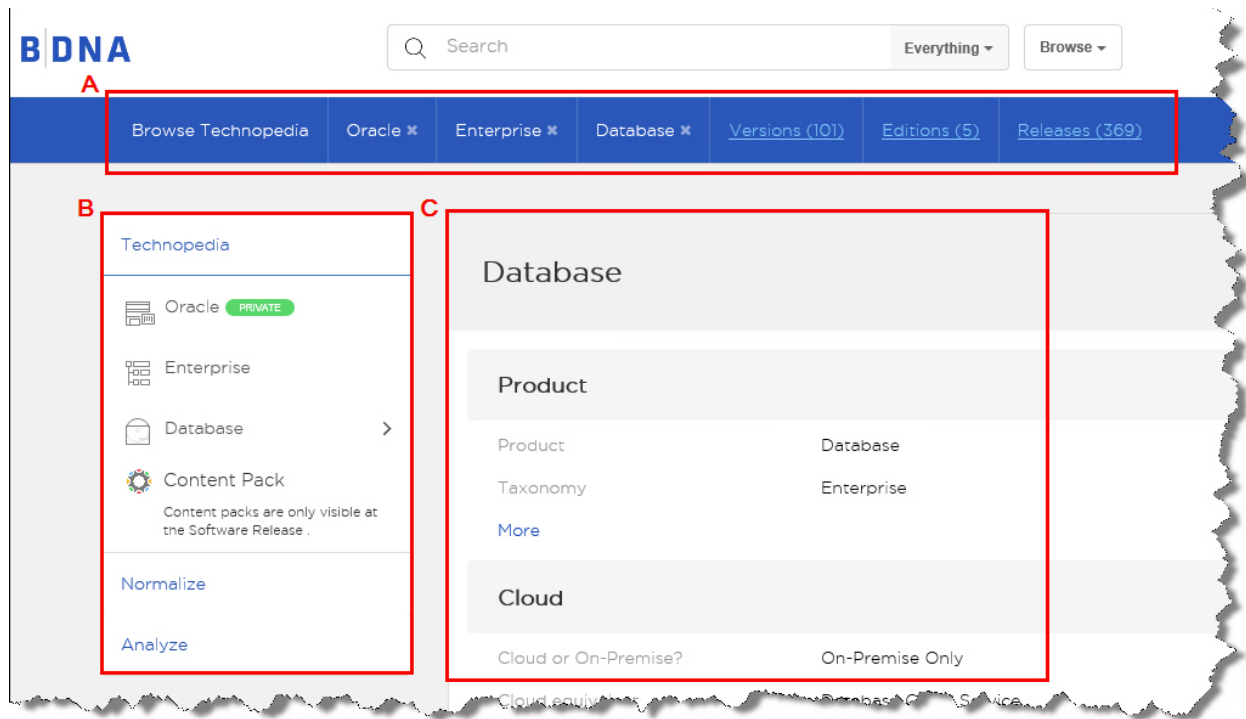 B DNA
Search
Everything
Browse
A
Browse Technopedia
Oracle
Enterprise
Database
Versions (101)
Editions (5)
Releases (369)
B
C
Technopedia
Oracle PRIVATE
Enterprise
Database
Content Pack
Content packs are only visible at
the Software Release .
Normalize
Analyze
Database
Product
Product Database
Taxonomy Enterprise
More
Cloud
Cloud or On-Premise? On-Premise Only
Cloud